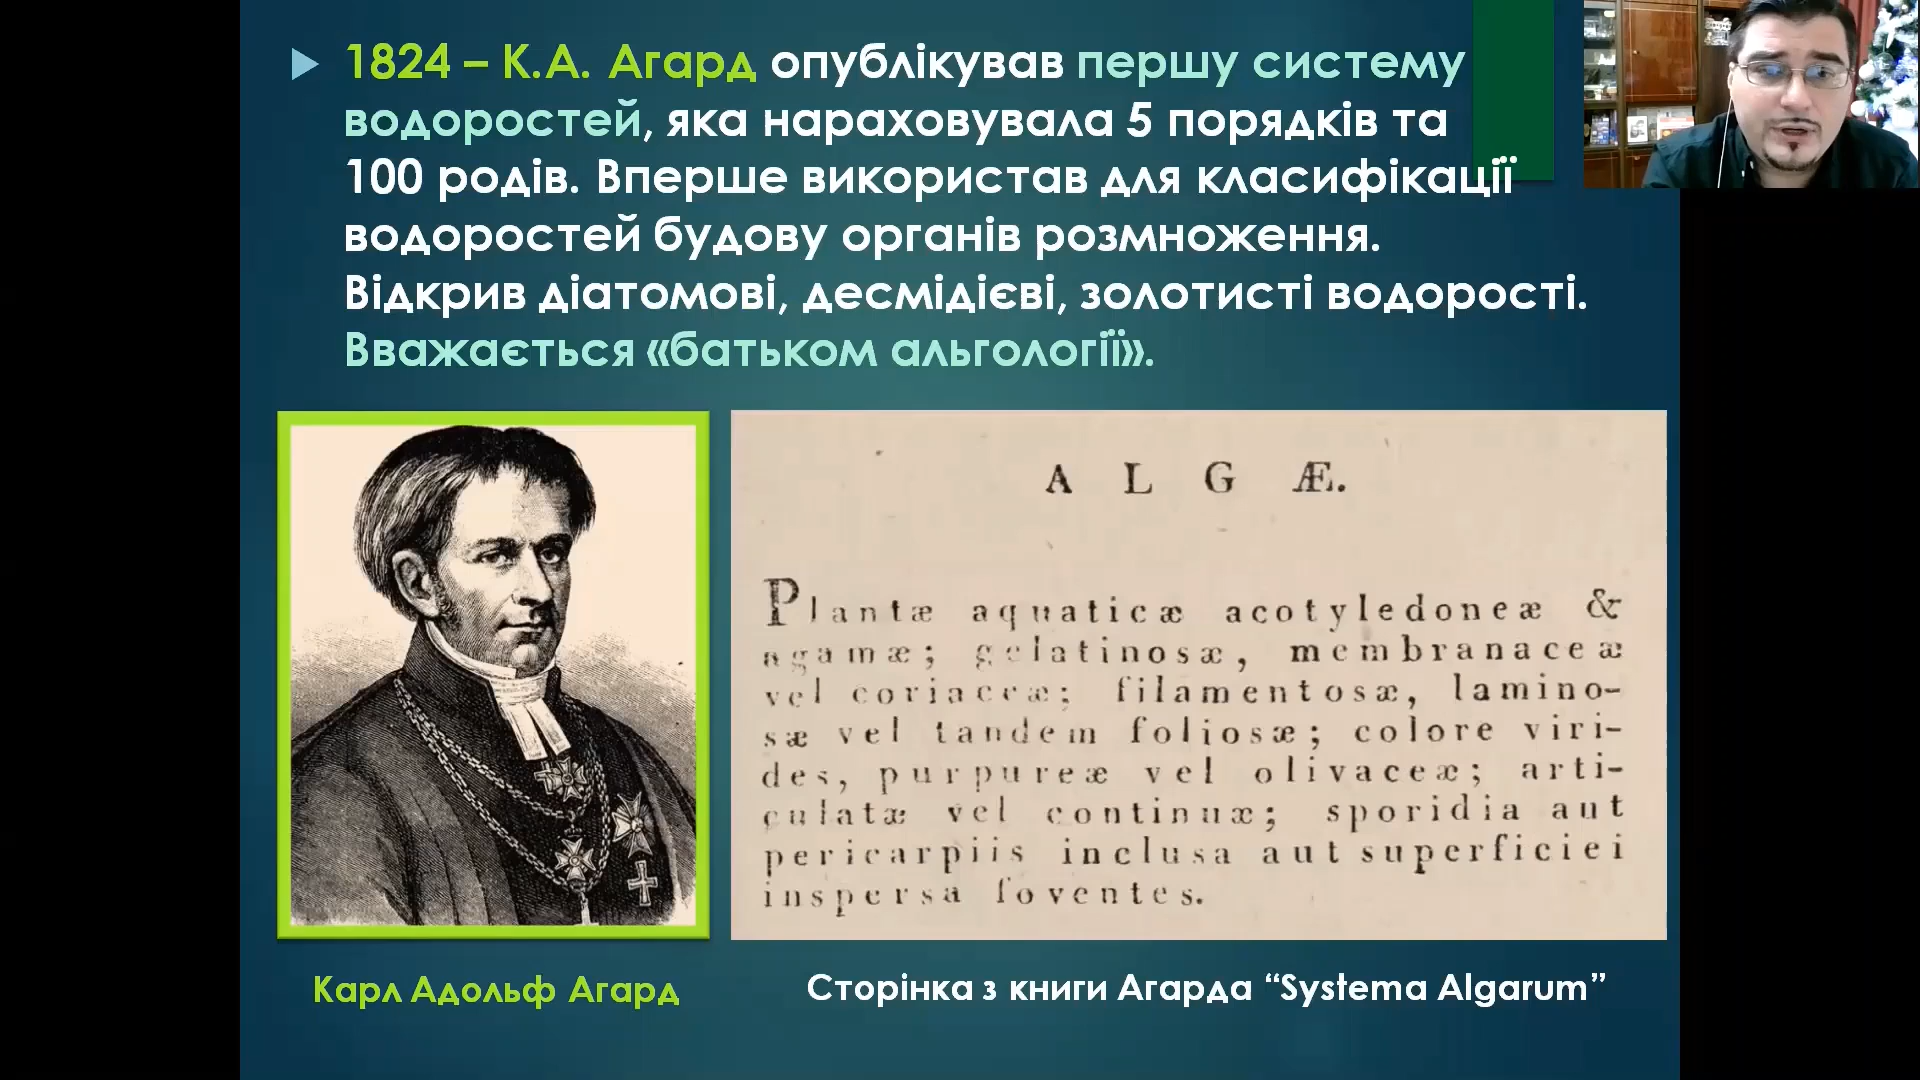 1824 – К.А. Агард опублікував першу систему
водоростей, яка нараховувала 5 порядків та
100 родів. Вперше використав для класифікації
водоростей будову органів розмноження.
Відкрив діатомові, десмідієві, золотисті водорості.
Вважається «батьком альгології».
ALGÆ.
Plantæ aquaticæ acotyledoneæ &
agamæ; gelatinosæ, membranaceæ
vel coriaceæ; filamentosæ, lamino-
sæ vel tandem foliosæ; colore viri-
des, purpureæ vel olivaceæ; arti-
culatæ vel continuæ; sporidia aut
pericarpiis inclusa aut superficiei
inspersa foventes.
Карл Адольф Агард
Сторінка з книги Агарда “Systema Algarum”